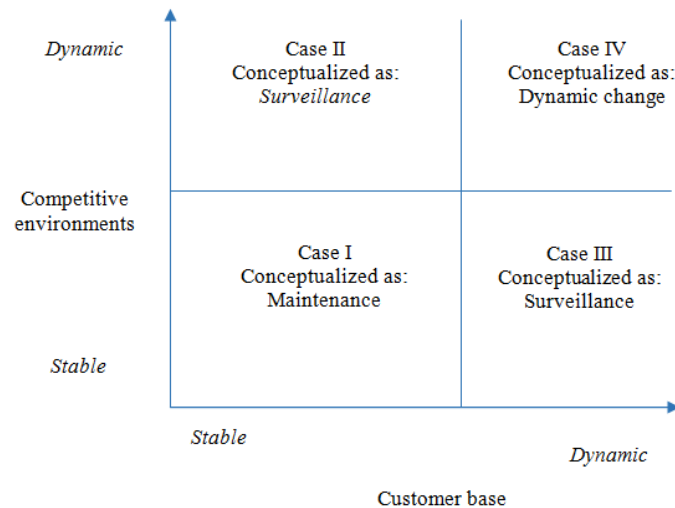 Dynamic
Case II
Conceptualized as:
Surveillance
Case IV
Conceptualized as:
Dynamic change
Competitive
environments
Case I
Conceptualized as:
Maintenance
Case III
Conceptualized as:
Surveillance
Stable
Stable
Dynamic
Customer base